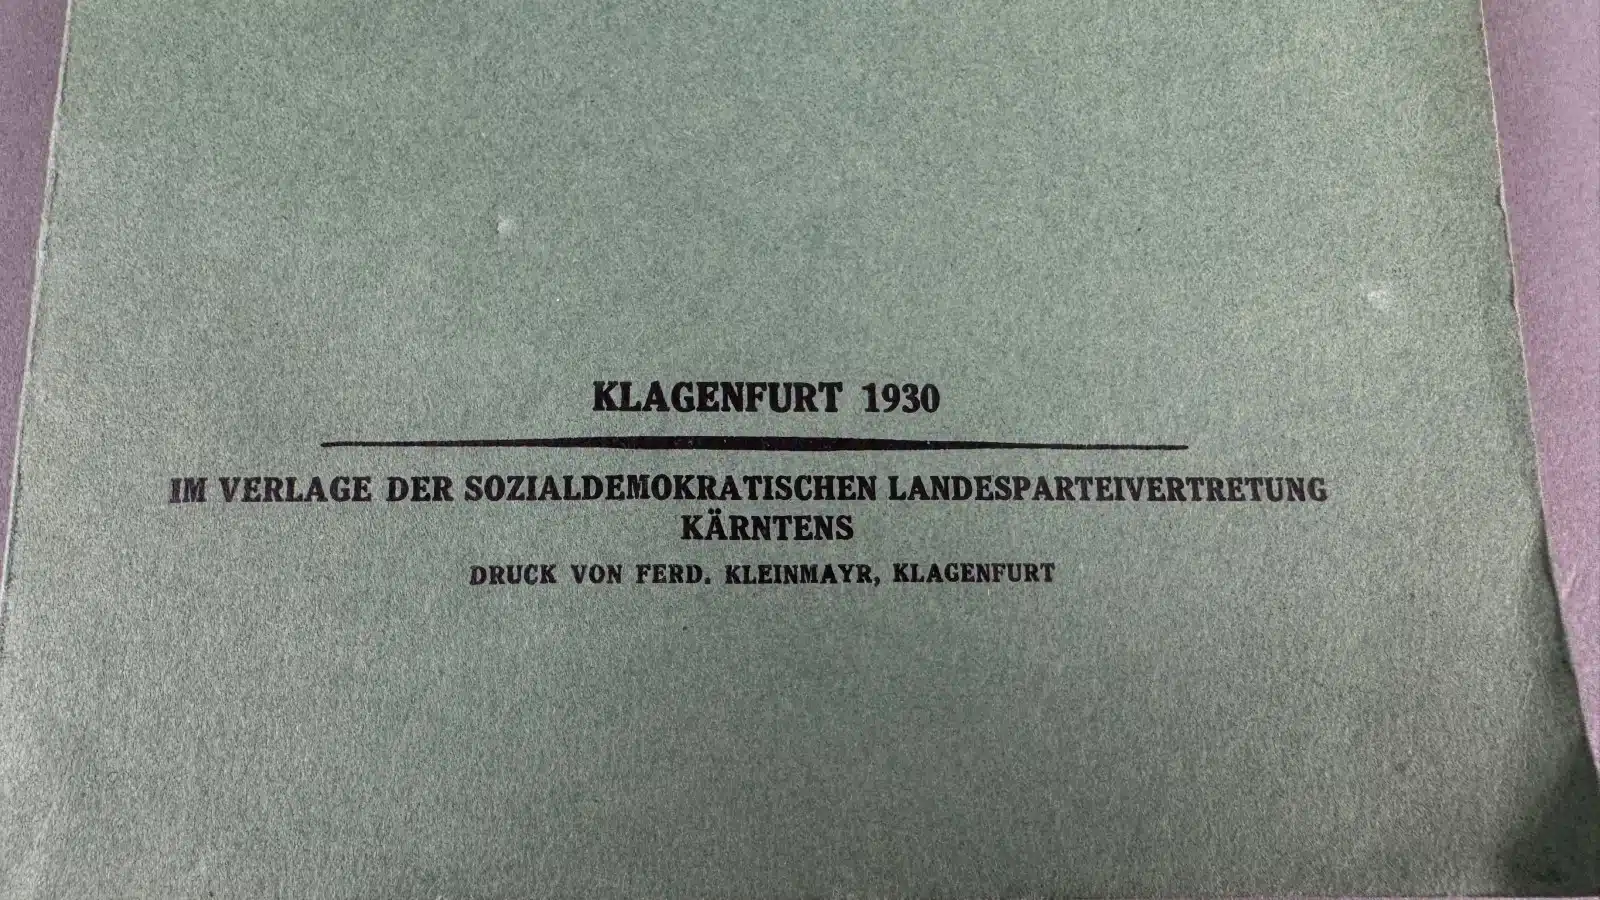 KLAGENFURT 1930
IM VERLAGE DER SOZIALDEMOKRATISCHEN LANDESPARTEIVERTRETUNG
KÄRNTENS
DRUCK VON FERD. KLEINMAYR, KLAGENFURT